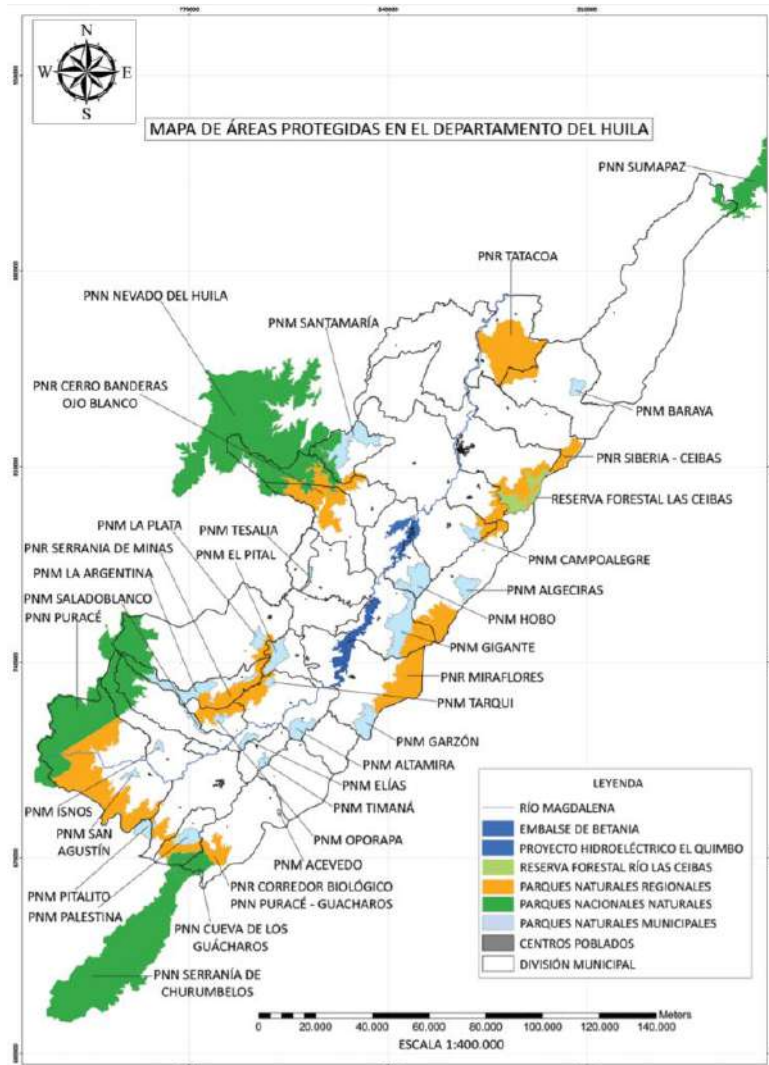 N
W E
S
MAPA DE ÁREAS PROTEGIDAS EN EL DEPARTAMENTO DEL HUILA
PNN SUMAPAZ
PNR TATACOA
PNN NEVADO DEL HUILA
PNM SANTAMARÍA
PNR CERRO BANDERAS
OJO BLANCO
PNM BARAYA
PNR SIBERIA - CEIBAS
RESERVA FORESTAL LAS CEIBAS
PNM LA PLATA
PNM TESALIA
PNR SERRANIA DE MINAS
PNM EL PITAL
PNM LA ARGENTINA
PNM SALADOBLANCO
PNN PURACÉ
PNM CAMPOALEGRE
PNM ALGECIRAS
PNM HOBO
PNM GIGANTE
PNR MIRAFLORES
PNM TARQUI
PNM GARZÓN
PNM ALTAMIRA
PNM ELÍAS
PNM TIMANÁ
PNM OPORAPA
PNM ACEVEDO
PNM ISNOS
PNM SAN
AGUSTÍN
PNM PITALITO
PNM PALESTINA
PNR CORREDOR BIOLÓGICO
PNN PURACÉ - GUACHAROS
PNN CUEVA DE LOS
GUÁCHAROS
PNN SERRANÍA DE
CHURUMBELOS
LEYENDA
RÍO MAGDALENA
EMBALSE DE BETANIA
PROYECTO HIDROELÉCTRICO EL QUIMBO
RESERVA FORESTAL RÍO LAS CEIBAS
PARQUES NATURALES REGIONALES
PARQUES NACIONALES NATURALES
PARQUES NATURALES MUNICIPALES
CENTROS POBLADOS
DIVISIÓN MUNICIPAL
Meters
0 20.000 40.000 60.000 80.000 100.000 120.000 140.000
ESCALA 1:400.000